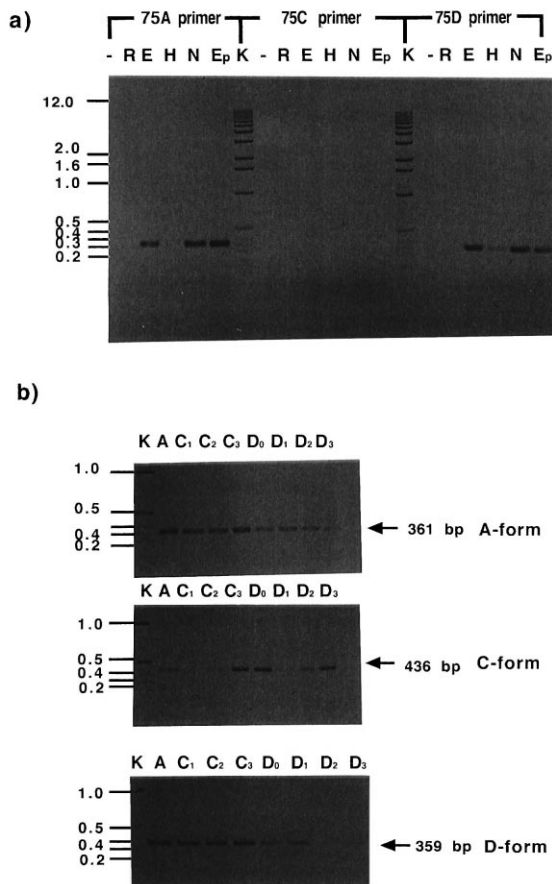 a)
75A primer 75C primer 75D primer
- R E H N Ep K - R E H N Ep K - R E H N Ep
12.0
2.0
1.6
1.0
0.5
0.4
0.3
0.2
b)
K A C1 C2 C3 D0 D1 D2 D3
1.0
0.5
0.4
0.2
361 bp A-form
K A C1 C2 C3 D0 D1 D2 D3
1.0
0.5
0.4
0.2
436 bp C-form
K A C1 C2 C3 D0 D1 D2 D3
1.0
0.5
0.4
0.2
359 bp D-form